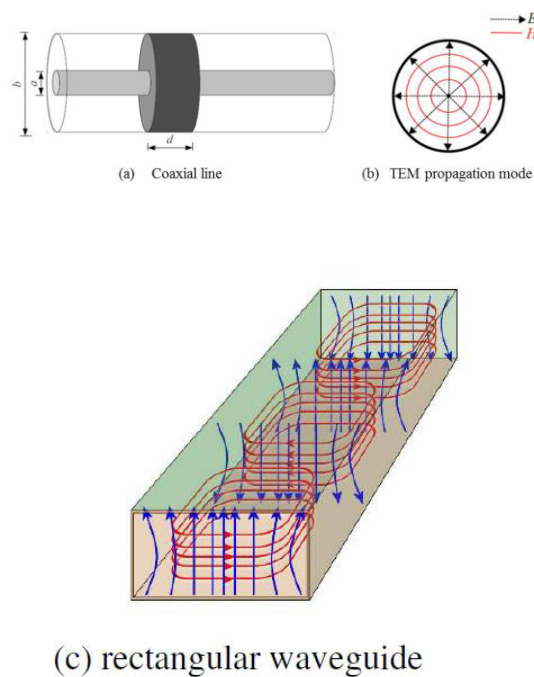 E
H
b
a
d
(a) Coaxial line
(b) TEM propagation mode
(c) rectangular waveguide